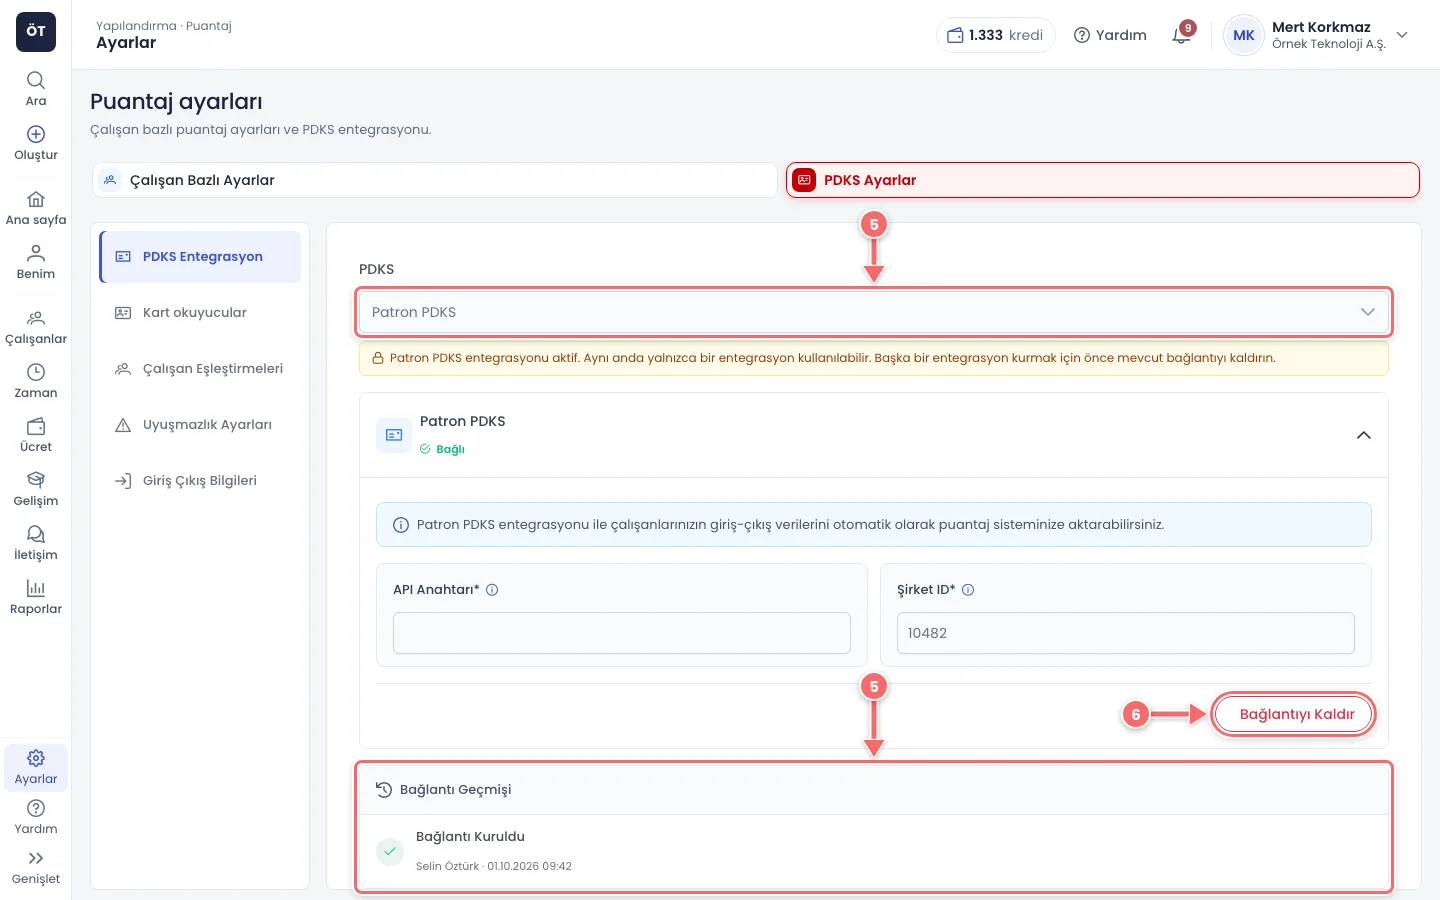 ÖT
Ara
Oluştur
Ana sayfa
Benim
Çalışanlar
Zaman
Ücret
Gelişim
İletişim
Raporlar
Ayarlar
Yardım
Genişlet
Yapılandırma · Puantaj
Ayarlar
1.333 kredi
Yardım
9
MK
Mert Korkmaz
Örnek Teknoloji A.Ş.
Puantaj ayarları
Çalışan bazlı puantaj ayarları ve PDKS entegrasyonu.
Çalışan Bazlı Ayarlar
PDKS Ayarlar
PDKS Entegrasyon
Kart okuyucular
Çalışan Eşleştirmeleri
Uyuşmazlık Ayarları
Giriş Çıkış Bilgileri
5
PDKS
Patron PDKS
Patron PDKS entegrasyonu aktif. Aynı anda yalnızca bir entegrasyon kullanılabilir. Başka bir entegrasyon kurmak için önce mevcut bağlantıyı kaldırın.
Patron PDKS
Bağlı
Patron PDKS entegrasyonu ile çalışanlarınızın giriş-çıkış verilerini otomatik olarak puantaj sisteminize aktarabilirsiniz.
API Anahtarı*
Şirket ID*
10482
5
6
Bağlantıyı Kaldır
Bağlantı Geçmişi
Bağlantı Kuruldu
Selin Öztürk · 01.10.2026 09:42